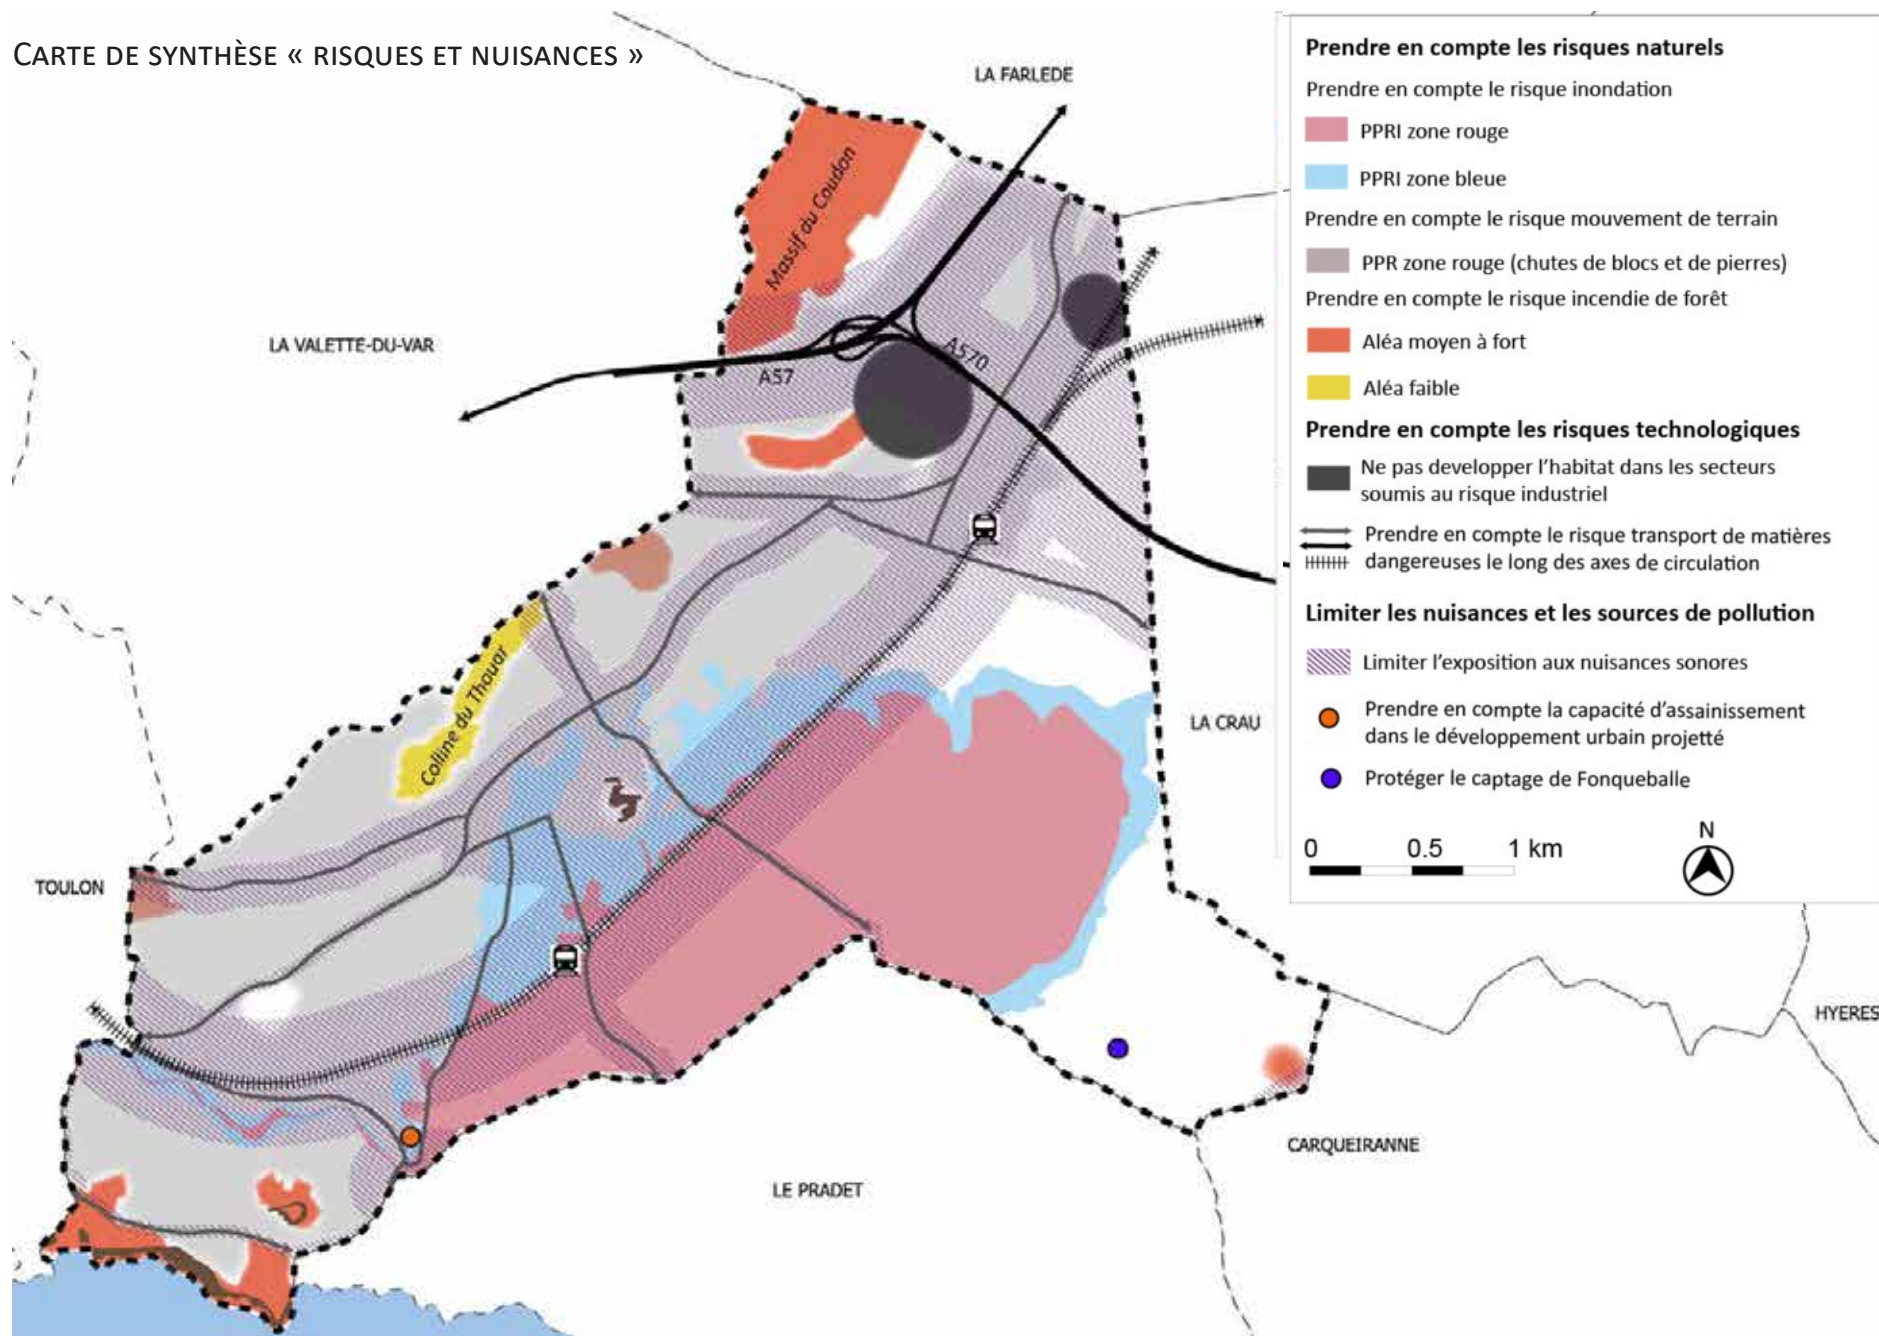 CARTE DE SYNTHÈSE « RISQUES ET NUISANCES »
LA FARLEDE
Massif du Coudon
LA VALETTE-DU-VAR
A57
A570
Colline du Thouar
LA CRAU
TOULON
HYERES
CARQUEIRANNE
LE PRADET
Prendre en compte les risques naturels
Prendre en compte le risque inondation
PPRI zone rouge
PPRI zone bleue
Prendre en compte le risque mouvement de terrain
PPR zone rouge (chutes de blocs et de pierres)
Prendre en compte le risque incendie de forêt
Aléa moyen à fort
Aléa faible
Prendre en compte les risques technologiques
Ne pas developper l'habitat dans les secteurs
soumis au risque industriel
Prendre en compte le risque transport de matières
dangereuses le long des axes de circulation
Limiter les nuisances et les sources de pollution
Limiter l'exposition aux nuisances sonores
Prendre en compte la capacité d'assainissement
dans le développement urbain projetté
Protéger le captage de Fonqueballe
0 0.5 1 km
N